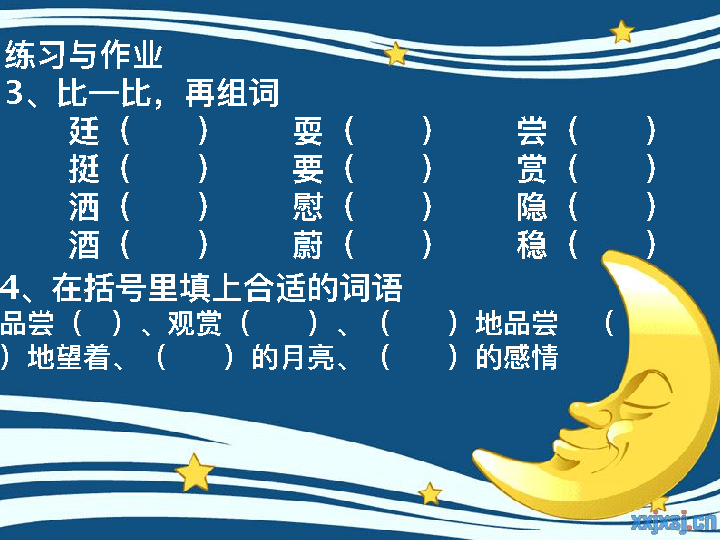 练习与作业
3、比一比，再组词
廷（　　）　　耍（　　）　　尝（　　）
挺（　　）　　要（　　）　　赏（　　）
洒（　　）　　慰（　　）　　隐（　　）
酒（　　）　　蔚（　　）　　稳（　　）
4、在括号里填上合适的词语
品尝（　）、观赏（　　）、（　　）地品尝　（
）地望着、（　　）的月亮、（　　）的感情
xxjxsj.cn